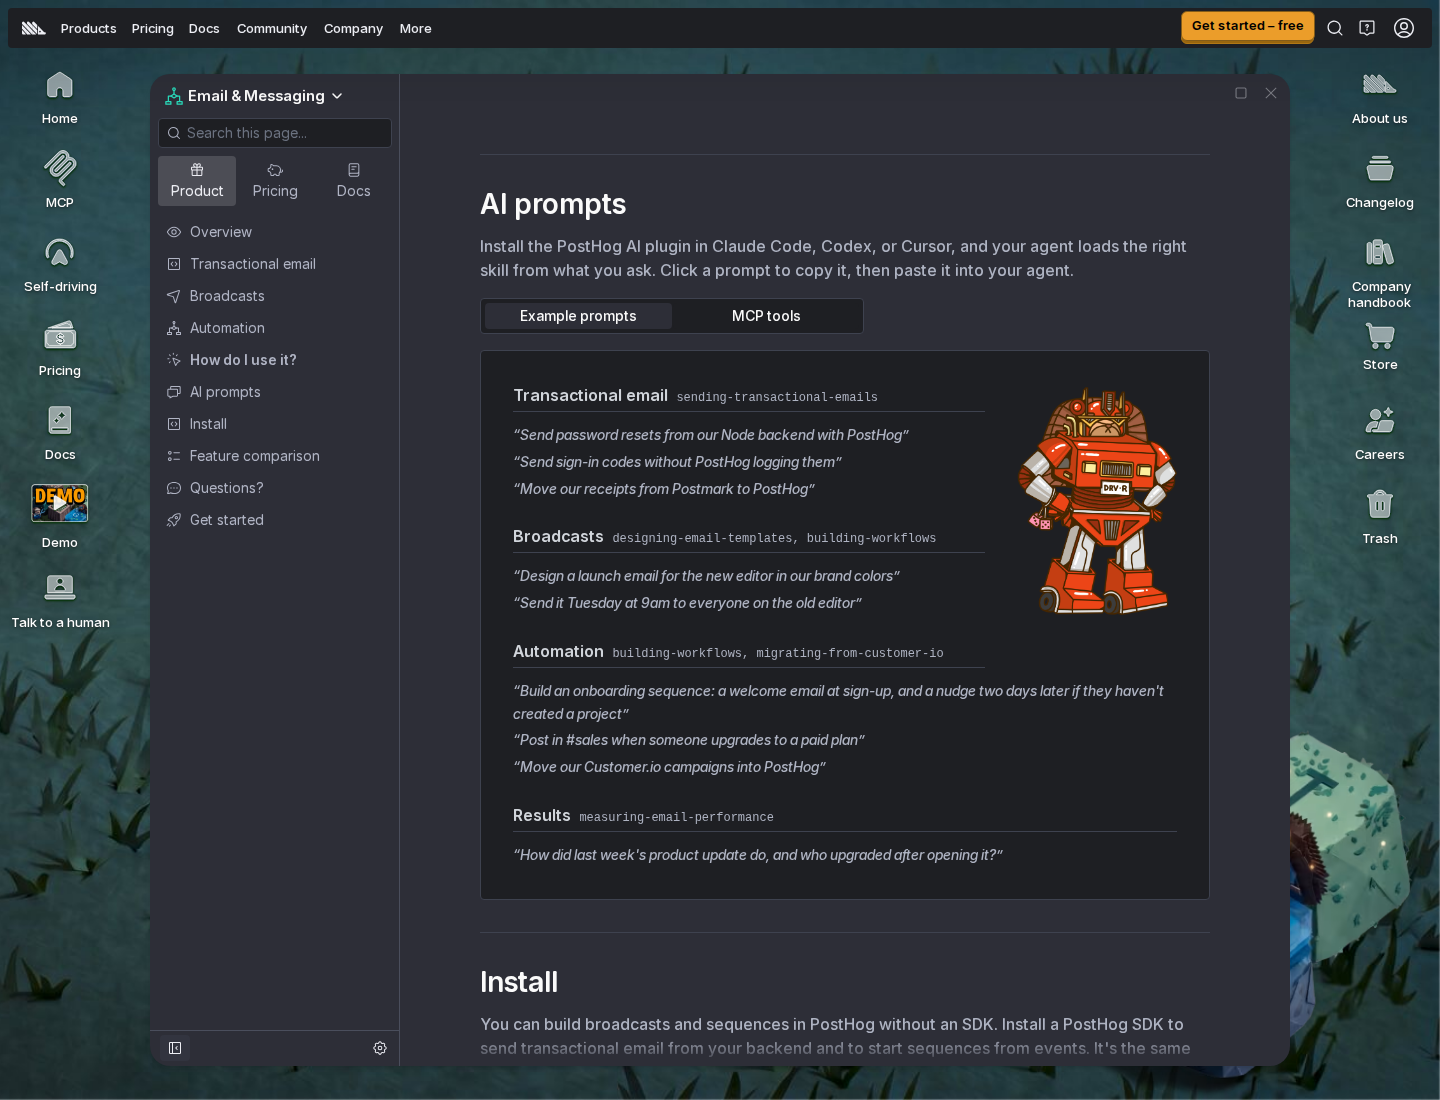 Products Pricing Docs Community Company More
Get started – free
Home
MCP
Self-driving
Pricing
Docs
DEMO
Demo
Talk to a human
Email & Messaging
Search this page...
Product Pricing Docs
Overview
Transactional email
Broadcasts
Automation
How do I use it?
AI prompts
Install
Feature comparison
Questions?
Get started
AI prompts
Install the PostHog AI plugin in Claude Code, Codex, or Cursor, and your agent loads the right
skill from what you ask. Click a prompt to copy it, then paste it into your agent.
Example prompts MCP tools
Transactional email sending-transactional-emails
“Send password resets from our Node backend with PostHog”
“Send sign-in codes without PostHog logging them”
“Move our receipts from Postmark to PostHog”
DRV·R
Broadcasts designing-email-templates, building-workflows
“Design a launch email for the new editor in our brand colors”
“Send it Tuesday at 9am to everyone on the old editor”
Automation building-workflows, migrating-from-customer-io
“Build an onboarding sequence: a welcome email at sign-up, and a nudge two days later if they haven't
created a project”
“Post in #sales when someone upgrades to a paid plan”
“Move our Customer.io campaigns into PostHog”
Results measuring-email-performance
“How did last week's product update do, and who upgraded after opening it?”
Install
You can build broadcasts and sequences in PostHog without an SDK. Install a PostHog SDK to
send transactional email from your backend and to start sequences from events. It's the same
About us
Changelog
Company
handbook
Store
Careers
Trash